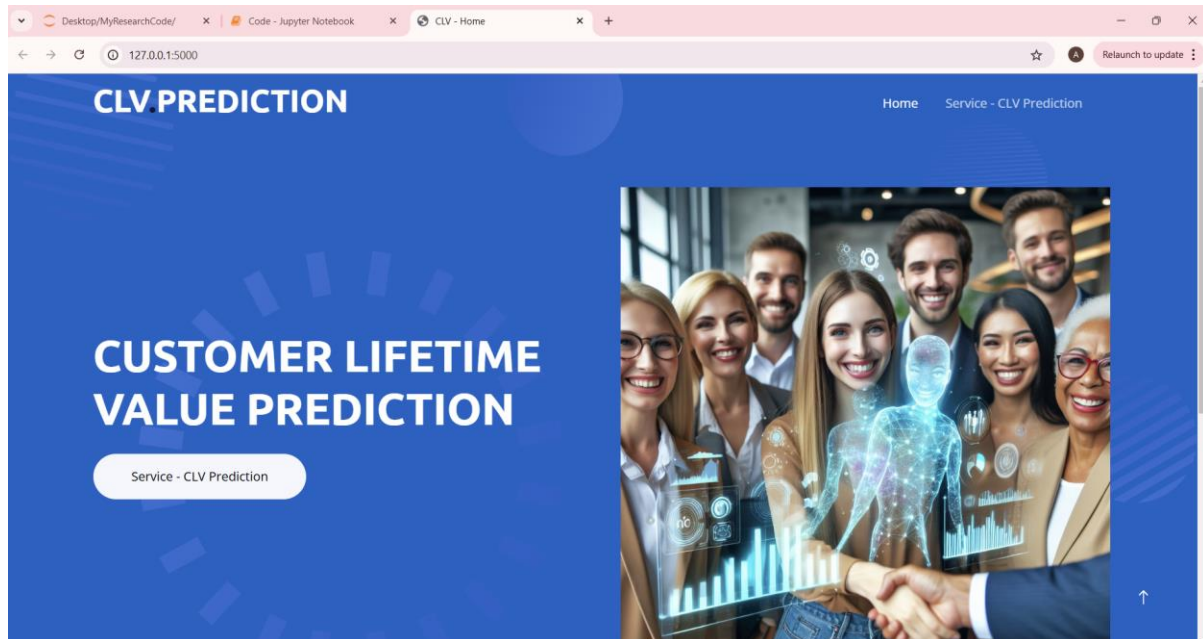 Desktop/MyResearchCode/
Code - Jupyter Notebook
CLV - Home
127.0.0.1:5000
A
Relaunch to update
CLV.PREDICTION
Home
Service - CLV Prediction
CUSTOMER LIFETIME
VALUE PREDICTION
Service - CLV Prediction